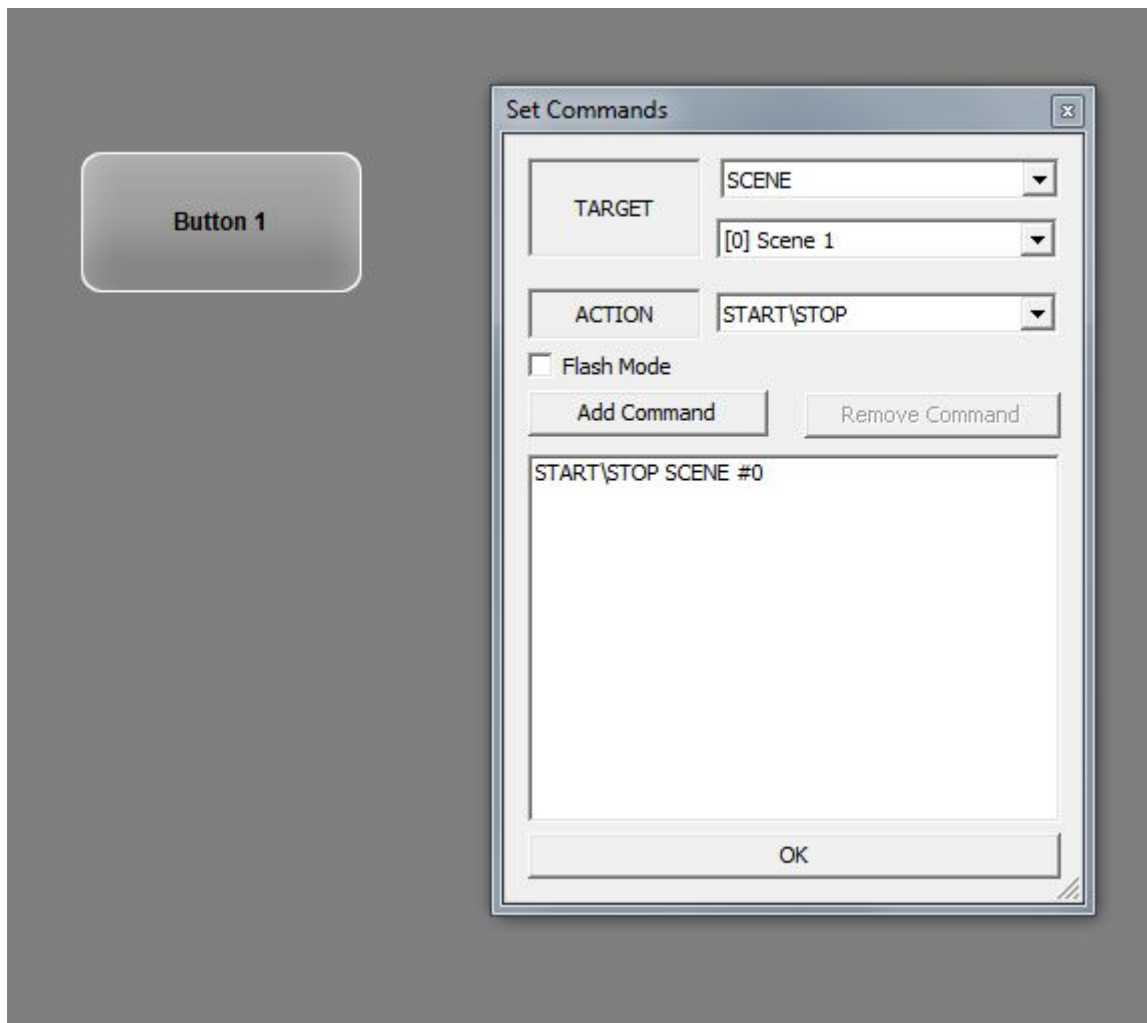 Set Commands
Button 1
TARGET
SCENE
[0] Scene 1
ACTION
START\STOP
Flash Mode
Add Command
Remove Command
START\STOP SCENE #0
OK